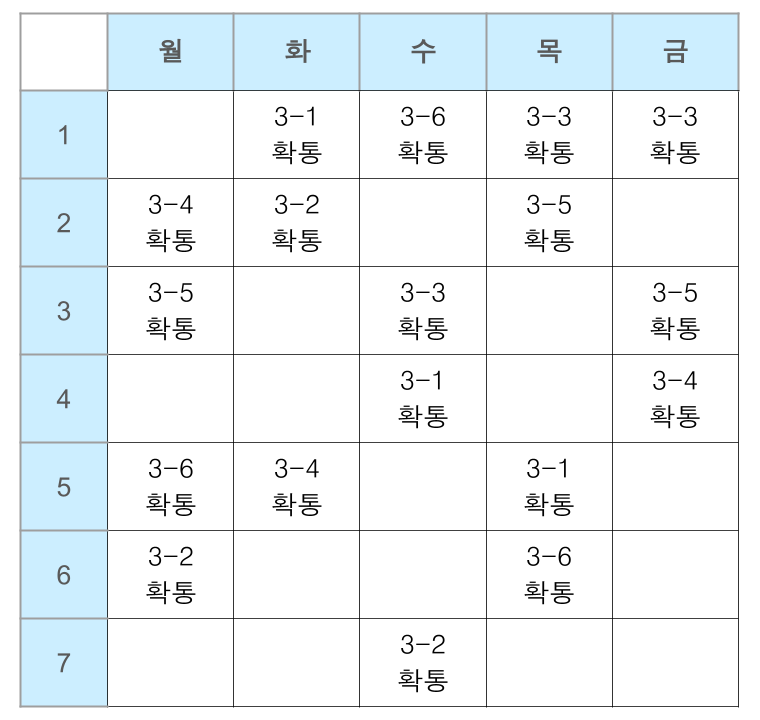 월 화 수 목 금
1 3-1 3-6 3-3 3-3
확통 확통 확통 확통
2 3-4 3-2 3-5
확통 확통 확통
3 3-5 3-3 3-5
확통 확통 확통
4 3-1 3-4
확통 확통
5 3-6 3-4 3-1
확통 확통 확통
6 3-2 3-6
확통 확통
7 3-2
확통